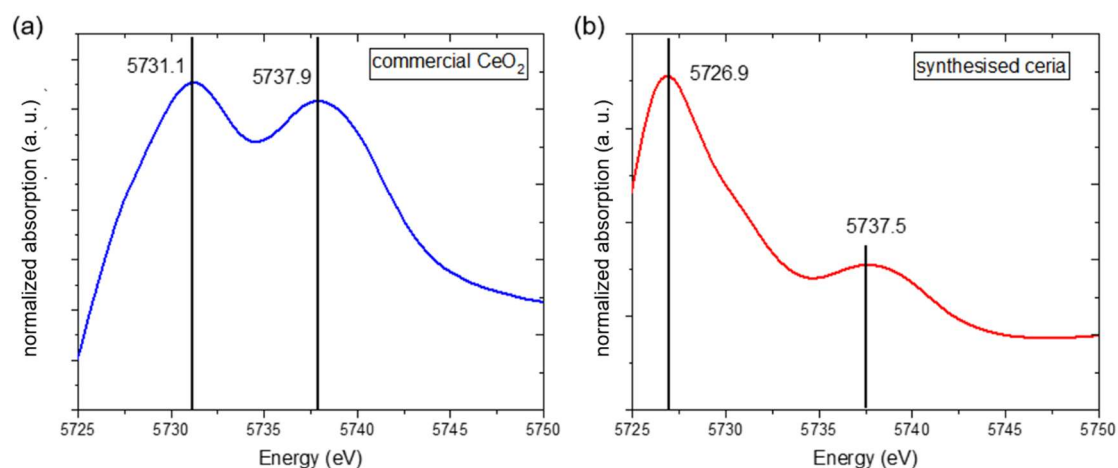 (a)
commercial CeO₂
5731.1
5737.9
normalized absorption (a. u.)
5725 5730 5735 5740 5745 5750
Energy (eV)
(b)
synthesised ceria
5726.9
5737.5
normalized absorption (a. u.)
5725 5730 5735 5740 5745 5750
Energy (eV)